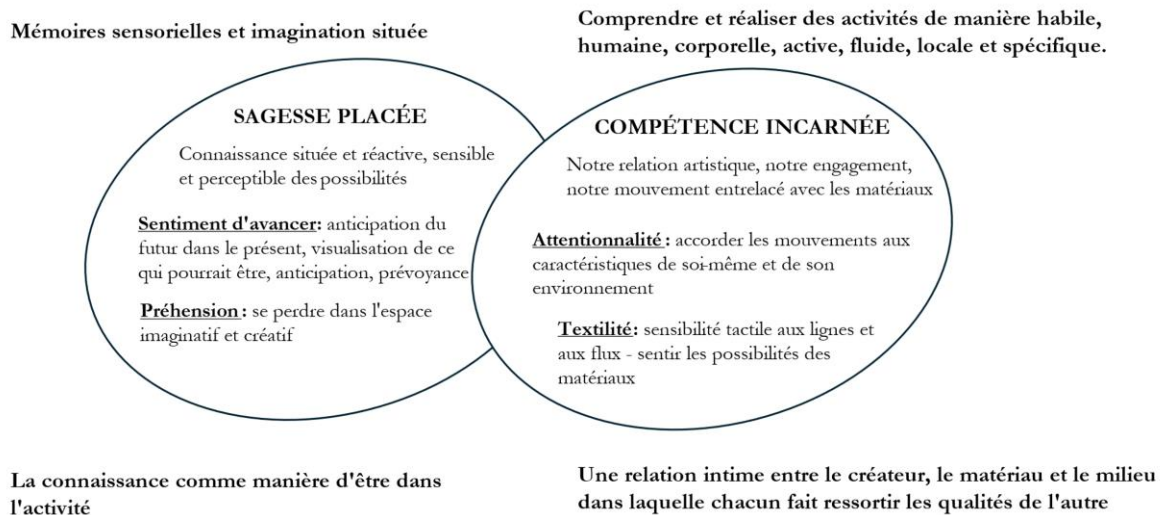 Mémoires sensorielles et imagination située
Comprendre et réaliser des activités de manière habile,
humaine, corporelle, active, fluide, locale et spécifique.
SAGESSE PLACÉE
Connaissance située et réactive, sensible
et perceptible des possibilités
Sentiment d'avancer: anticipation du
futur dans le présent, visualisation de ce
qui pourrait être, anticipation, prévoyance
Préhension : se perdre dans l'espace
imaginatif et créatif
COMPÉTENCE INCARNÉE
Notre relation artistique, notre engagement,
notre mouvement entrelacé avec les matériaux
Attentionnalité : accorder les mouvements aux
caractéristiques de soi-même et de son
environnement
Textilité: sensibilité tactile aux lignes et
aux flux - sentir les possibilités des
matériaux
La connaissance comme manière d'être dans
l'activité
Une relation intime entre le créateur, le matériau et le milieu
dans laquelle chacun fait ressortir les qualités de l'autre